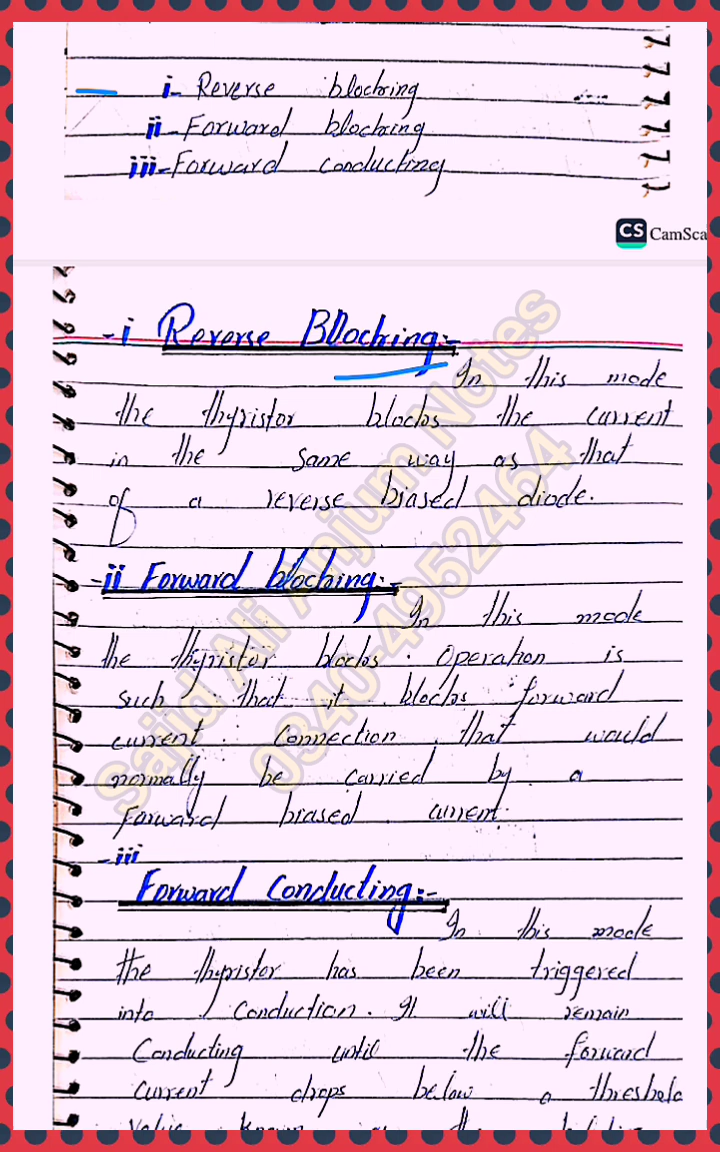 i- Reverse blocking
ii- Forward blocking
iii- Forward conducting
CS CamSca
-i Reverse Blocking:-
In this mode
the thyristor blocks the current
in the same way as that
of a reverse biased diode.
-ii Forward blocking:-
In this mode
the thyristor blocks. Operation is
such that it blocks forward
current. Connection that would
normally be carried by a
Forward biased current.
-iii
Forward Conducting:-
In this mode
the thyristor has been triggered
into Conduction. It will remain
Conducting until the forward
current drops below a threshold
value known as the
Sajid Ali Anjum Notes
0340-4952464